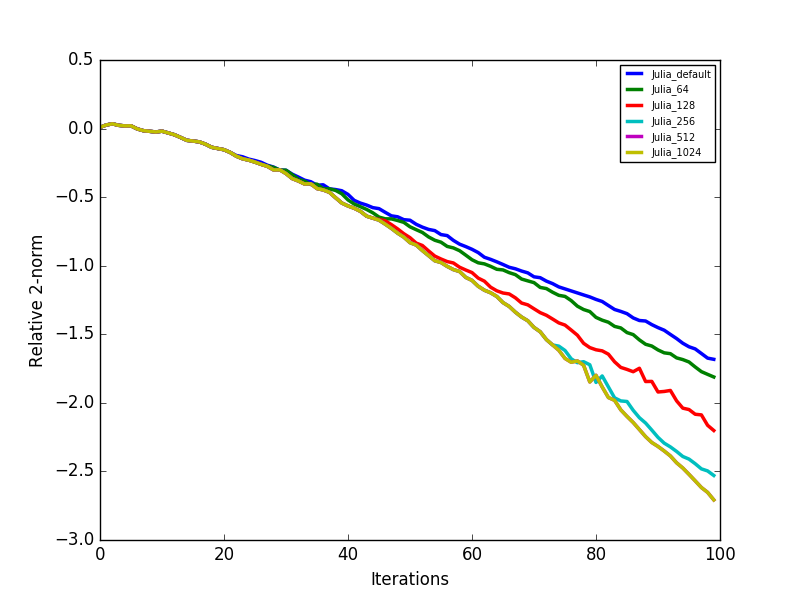 0.5
0.0
−0.5
−1.0
−1.5
−2.0
−2.5
−3.0
Relative 2-norm
0 20 40 60 80 100
Iterations
Julia_default
Julia_64
Julia_128
Julia_256
Julia_512
Julia_1024